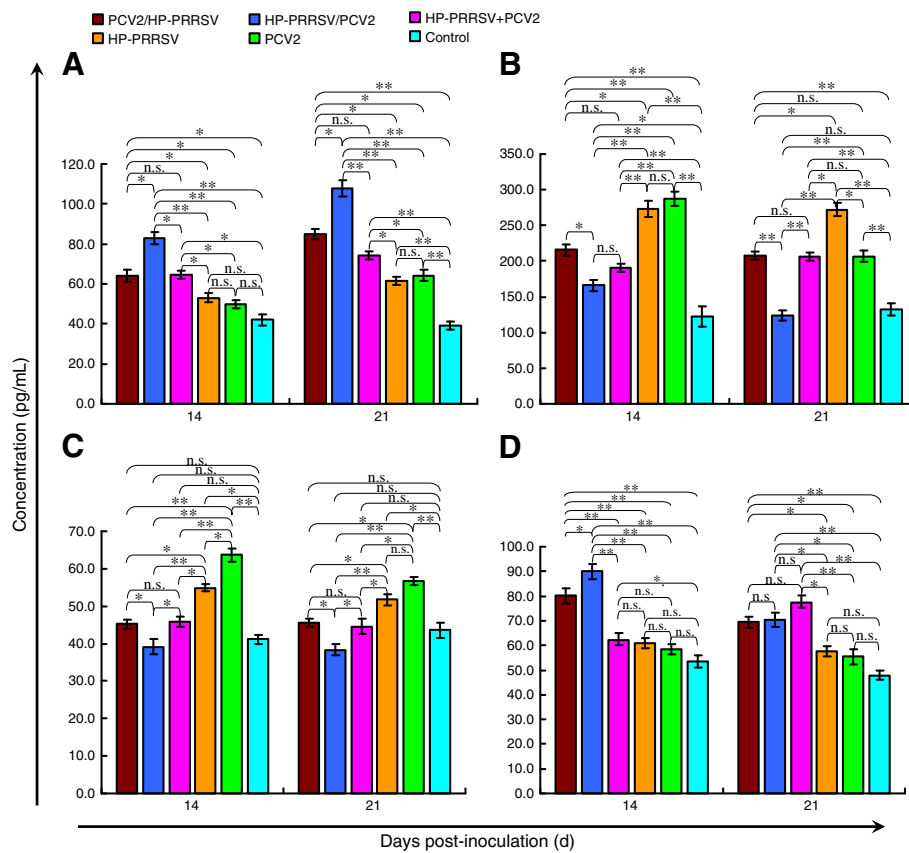 PCV2/HP-PRRSV HP-PRRSV/PCV2 HP-PRRSV+PCV2
HP-PRRSV PCV2 Control
A
**
*
*
n.s.
* **
**
**
**
*
*
*
n.s.
*
**
**
**
*
*
*
*
n.s.
n.s. n.s.
**
**
*
n.s. **
120.0
100.0
80.0
60.0
40.0
20.0
0.0
14 21
B
**
**
*
n.s. **
*
**
**
**
**
**
n.s.
**
* n.s.
**
n.s.
*
n.s.
**
**
n.s.
* **
** *
n.s. **
** **
350.0
300.0
250.0
200.0
150.0
100.0
50.0
0.0
14 21
Concentration (pg/mL)
C
n.s.
n.s.
n.s.
*
** **
**
**
*
*
**
n.s. *
* *
n.s.
n.s.
n.s.
*
* **
**
*
n.s.
*
**
n.s. *
* *
70.0
60.0
50.0
40.0
30.0
20.0
10.0
0.0
14 21
D
**
**
**
**
* **
**
**
*
n.s.
n.s. n.s.
n.s. n.s.
**
*
*
**
*
* **
n.s. **
n.s. n.s *
n.s.
n.s
n.s.
100.0
90.0
80.0
70.0
60.0
50.0
40.0
30.0
20.0
10.0
0.0
14 21
Days post-inoculation (d)